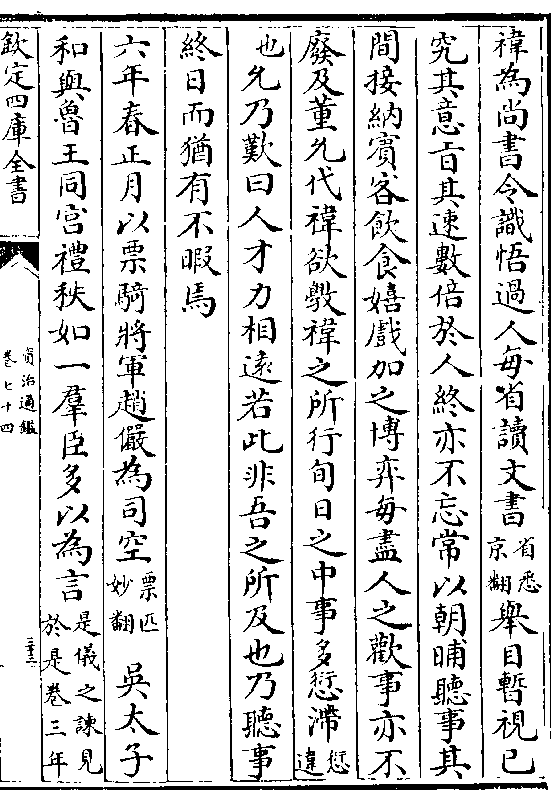 禕為尚書令識悟過人每省讀文書省悉京翻舉目暫視已
究其意旨其速數倍於人終亦不忘常以朝晡聽事其
間接納賓客飲食嬉戲加之博弈每盡人之歡事亦不
廢及董允代禕欲斆禕之所行旬日之中事多愆滯愆違
也允乃歎曰人才力相遠若此非吾之所及也乃聽事
終日而猶有不暇焉
六年春正月以票騎將軍趙儼為司空票匹妙翻 吳太子
和與魯王同宮禮秩如一羣臣多以為言是儀之諫見於是卷三年
欽定四庫全書
資治通鑑
卷七十四
三十三